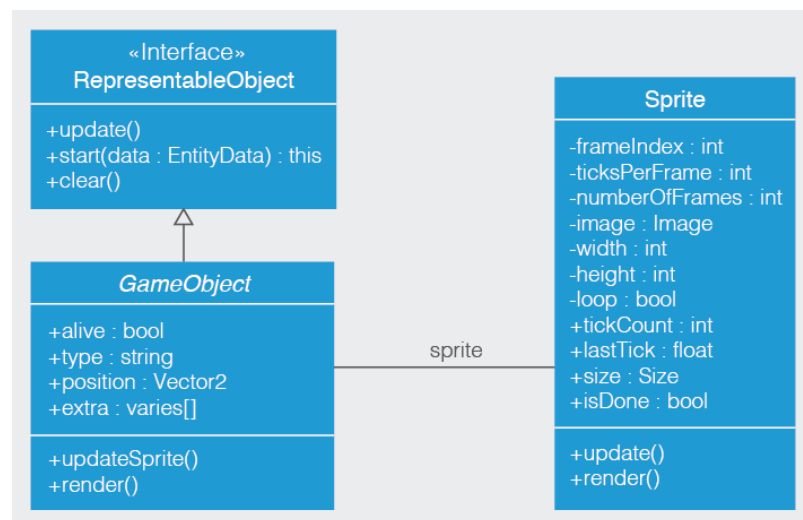 «Interface»
RepresentableObject
+update()
+start(data : EntityData) : this
+clear()
GameObject
+alive : bool
+type : string
+position : Vector2
+extra : varies[]
+updateSprite()
+render()
sprite
Sprite
-frameIndex : int
-ticksPerFrame : int
-numberOfFrames : int
-image : Image
-width : int
-height : int
-loop : bool
+tickCount : int
+lastTick : float
+size : Size
+isDone : bool
+update()
+render()